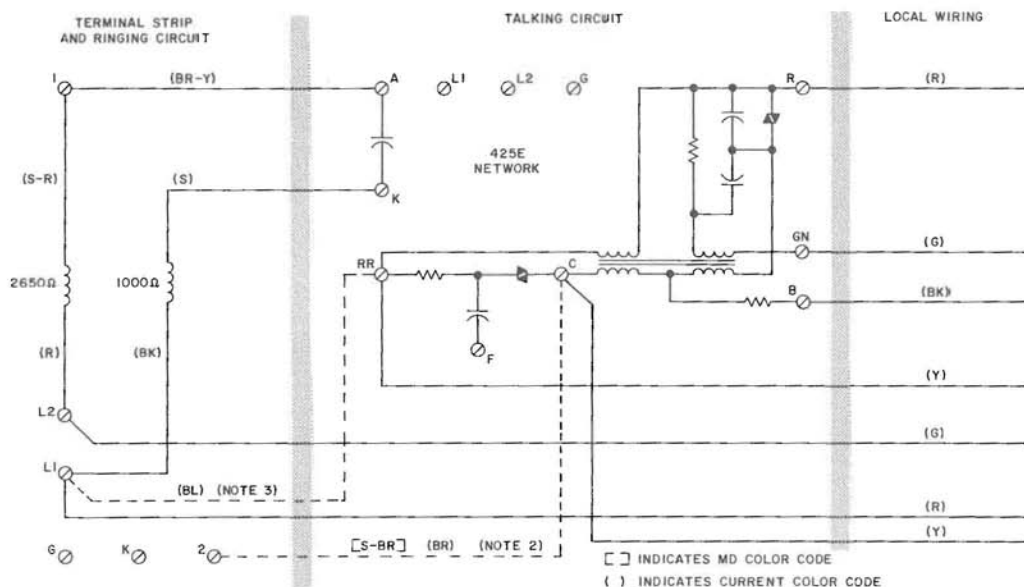 TERMINAL STRIP
AND RINGING CIRCUIT
TALKING CIRCUIT
LOCAL WIRING
1
(BR-Y)
A
L1
L2
G
R
(R)
425E
NETWORK
(S-R)
(S)
K
GN
(G)
RR
C
2650Ω
1000Ω
B
(BK)
F
(R)
(BK)
(Y)
L2
(G)
L1
(BL) (NOTE 3)
(R)
(Y)
G
K
2
[S-BR] (BR) (NOTE 2)
[ ] INDICATES MD COLOR CODE
( ) INDICATES CURRENT COLOR CODE